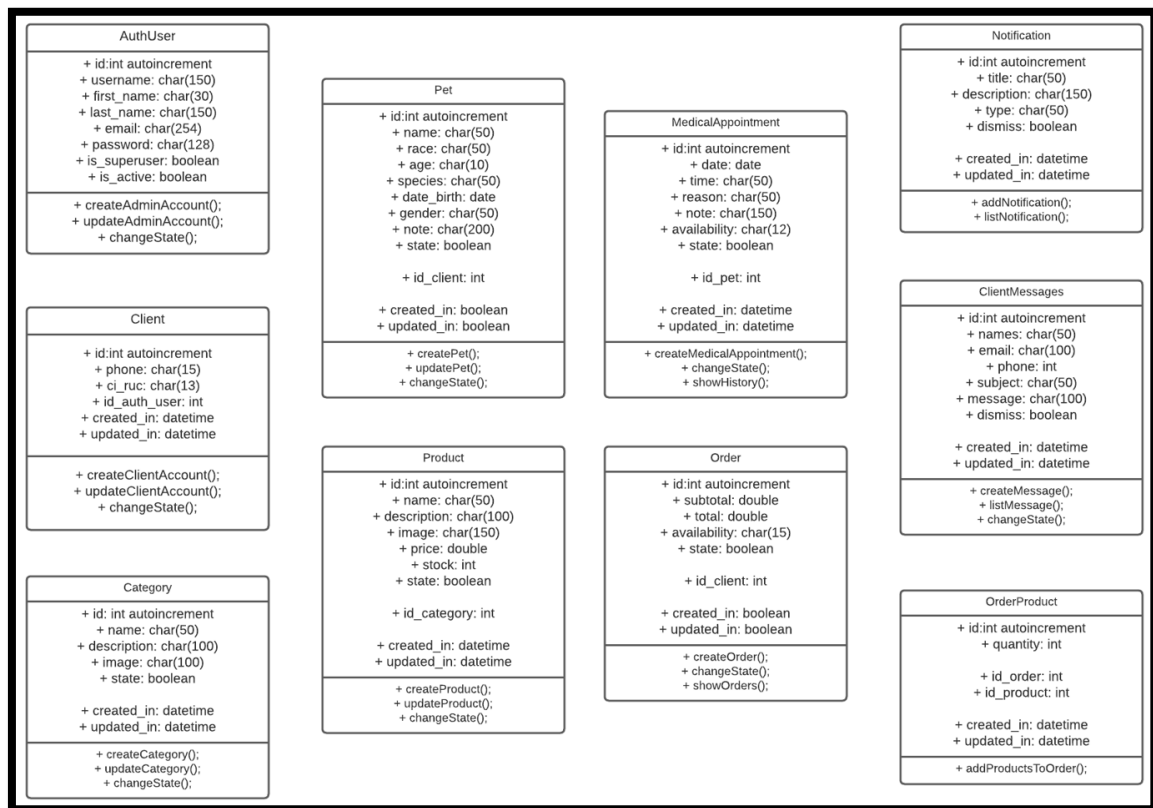 AuthUser
+ id:int autoincrement
+ username: char(150)
+ first_name: char(30)
+ last_name: char(150)
+ email: char(254)
+ password: char(128)
+ is_superuser: boolean
+ is_active: boolean
+ createAdminAccount();
+ updateAdminAccount();
+ changeState();
Client
+ id:int autoincrement
+ phone: char(15)
+ ci_ruc: char(13)
+ id_auth_user: int
+ created_in: datetime
+ updated_in: datetime
+ createClientAccount();
+ updateClientAccount();
+ changeState();
Category
+ id: int autoincrement
+ name: char(50)
+ description: char(100)
+ image: char(100)
+ state: boolean
+ created_in: datetime
+ updated_in: datetime
+ createCategory();
+ updateCategory();
+ changeState();
Pet
+ id:int autoincrement
+ name: char(50)
+ race: char(50)
+ age: char(10)
+ species: char(50)
+ date_birth: date
+ gender: char(50)
+ note: char(200)
+ state: boolean
+ id_client: int
+ created_in: boolean
+ updated_in: boolean
+ createPet();
+ updatePet();
+ changeState();
Product
+ id:int autoincrement
+ name: char(50)
+ description: char(100)
+ image: char(150)
+ price: double
+ stock: int
+ state: boolean
+ id_category: int
+ created_in: datetime
+ updated_in: datetime
+ createProduct();
+ updateProduct();
+ changeState();
MedicalAppointment
+ id:int autoincrement
+ date: date
+ time: char(50)
+ reason: char(50)
+ note: char(150)
+ availability: char(12)
+ state: boolean
+ id_pet: int
+ created_in: datetime
+ updated_in: datetime
+ createMedicalAppointment();
+ changeState();
+ showHistory();
Order
+ id:int autoincrement
+ subtotal: double
+ total: double
+ availability: char(15)
+ state: boolean
+ id_client: int
+ created_in: boolean
+ updated_in: boolean
+ createOrder();
+ changeState();
+ showOrders();
Notification
+ id:int autoincrement
+ title: char(50)
+ description: char(150)
+ type: char(50)
+ dismiss: boolean
+ created_in: datetime
+ updated_in: datetime
+ addNotification();
+ listNotification();
ClientMessages
+ id:int autoincrement
+ names: char(50)
+ email: char(100)
+ phone: int
+ subject: char(50)
+ message: char(100)
+ dismiss: boolean
+ created_in: datetime
+ updated_in: datetime
+ createMessage();
+ listMessage();
+ changeState();
OrderProduct
+ id:int autoincrement
+ quantity: int
+ id_order: int
+ id_product: int
+ created_in: datetime
+ updated_in: datetime
+ addProductsToOrder();